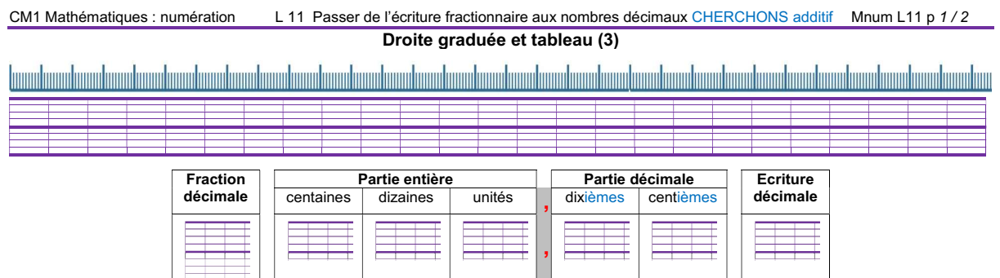 CM1 Mathématiques : numération L 11 Passer de l'écriture fractionnaire aux nombres décimaux CHERCHONS additif Mnum L11 p 1 / 2
Droite graduée et tableau (3)
Fraction décimale Partie entière Partie décimale Ecriture décimale
centaines dizaines unités , dixièmes centièmes
,